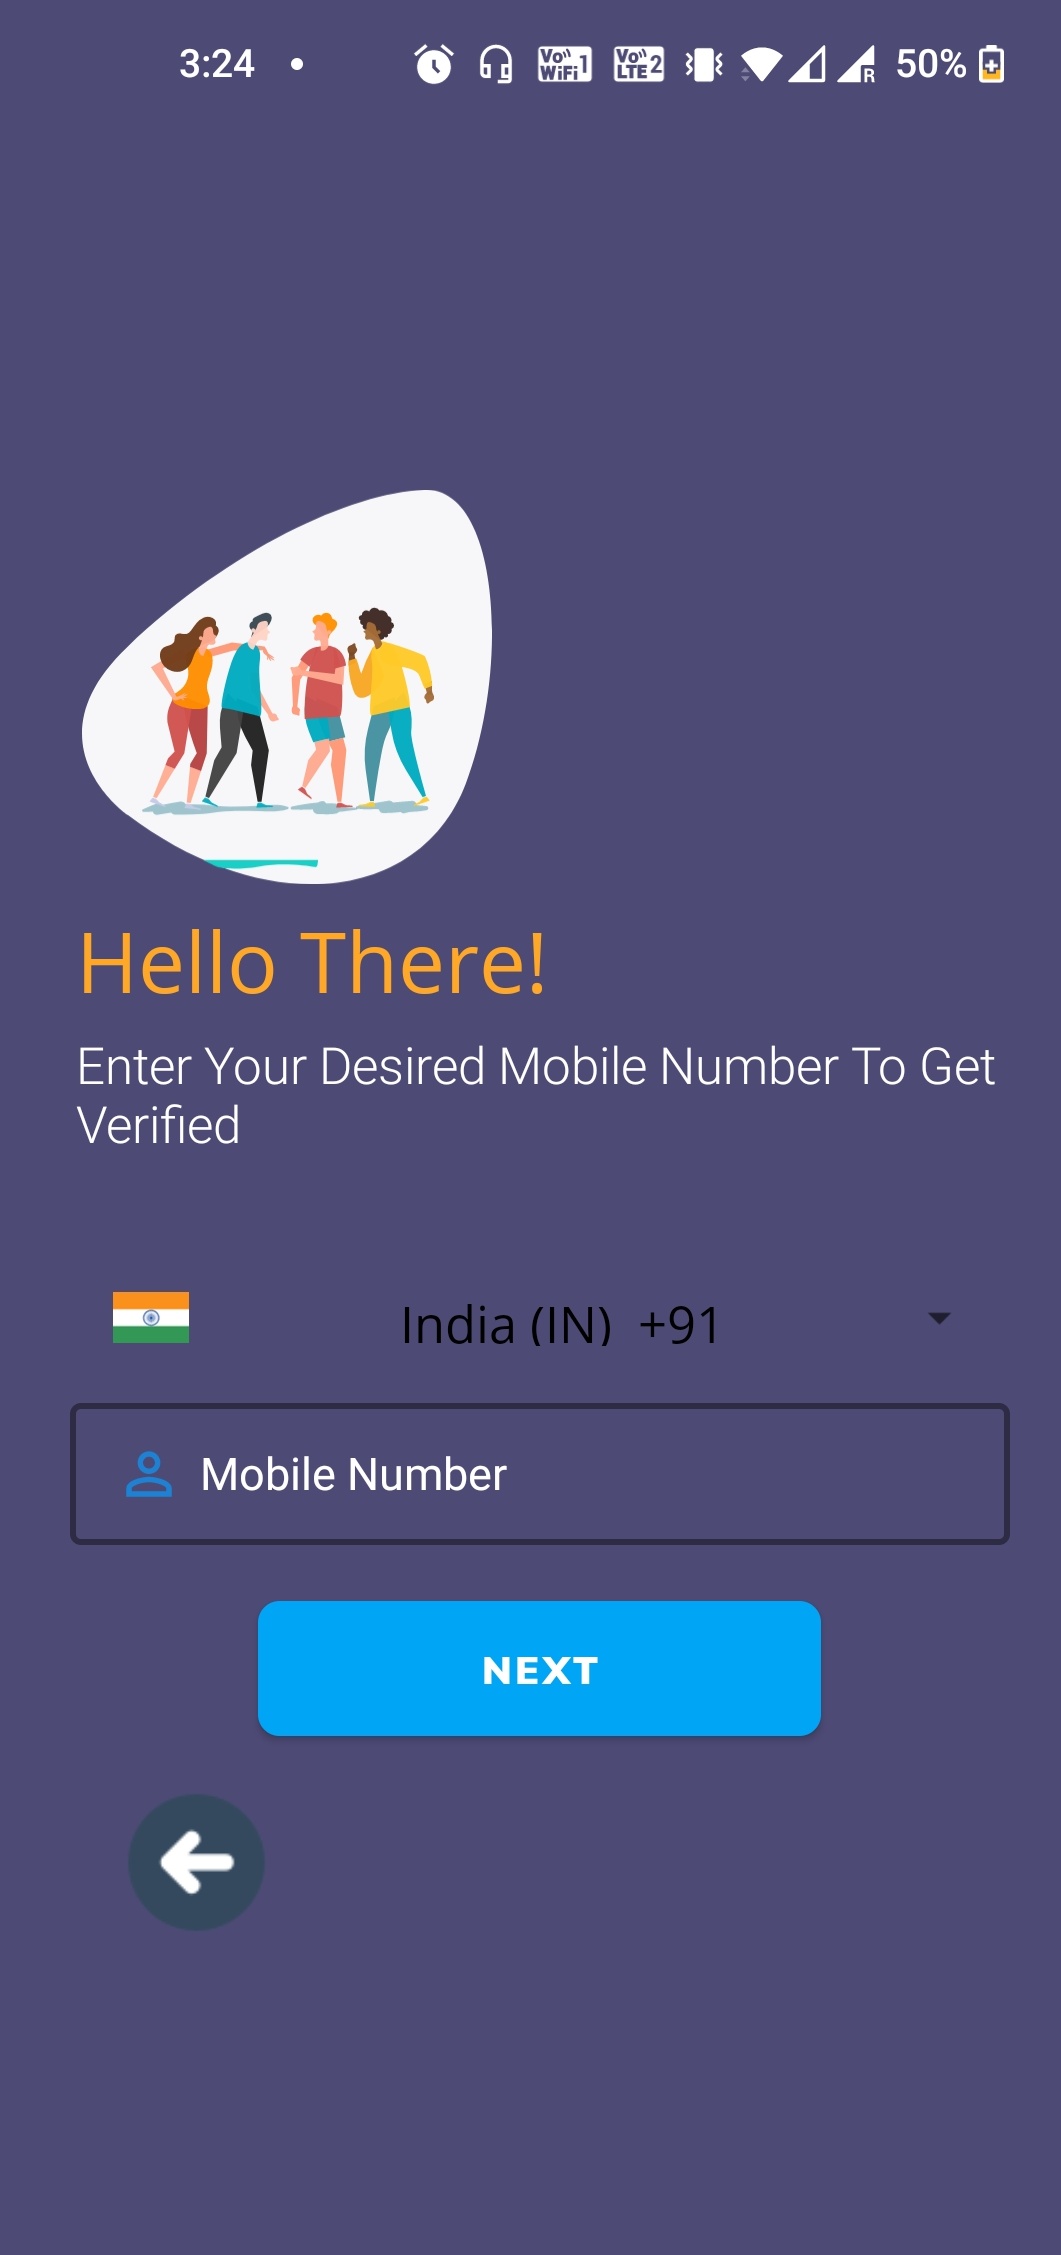 3:24
Vo)) WiFi 1
Vo)) LTE 2
R
50%
Hello There!
Enter Your Desired Mobile Number To Get
Verified
India (IN) +91
Mobile Number
NEXT